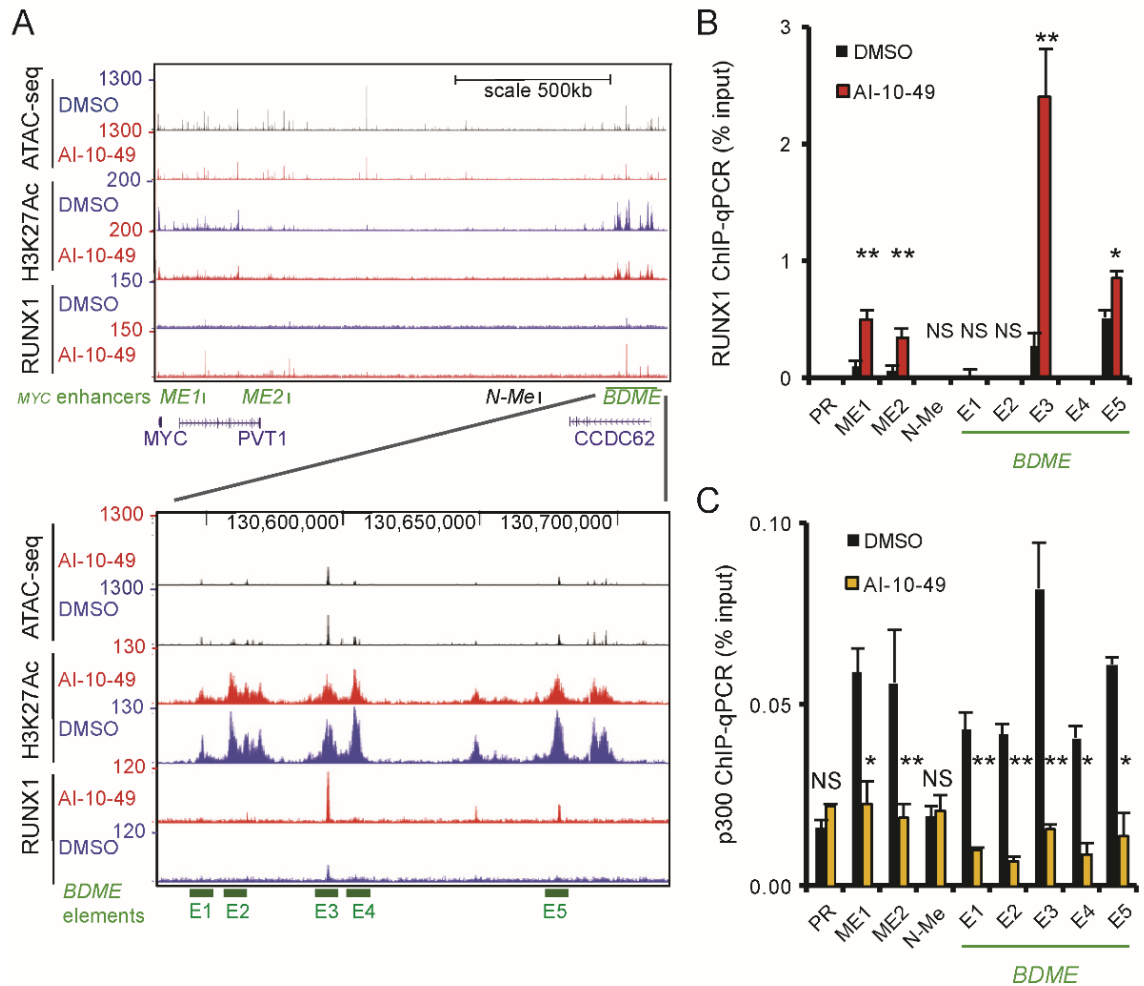 A
ATAC-seq
H3K27Ac
RUNX1
1300
DMSO
1300
AI-10-49
200
DMSO
200
AI-10-49
150
DMSO
150
AI-10-49
scale 500kb
MYC enhancers ME1 ME2 N-Me BDME
MYC PVT1 CCDC62
130,600,000 130,650,000 130,700,000
ATAC-seq
H3K27Ac
RUNX1
1300
AI-10-49
1300
DMSO
130
AI-10-49
130
DMSO
120
AI-10-49
120
DMSO
BDME
elements
E1 E2 E3 E4 E5
B
RUNX1 ChIP-qPCR (% input)
3
2
1
0
DMSO
AI-10-49
** ** NS NS NS ** *
PR ME1 ME2 N-Me E1 E2 E3 E4 E5
BDME
C
p300 ChIP-qPCR (% input)
0.10
0.05
0.00
DMSO
AI-10-49
NS * ** NS ** ** ** * *
PR ME1 ME2 N-Me E1 E2 E3 E4 E5
BDME